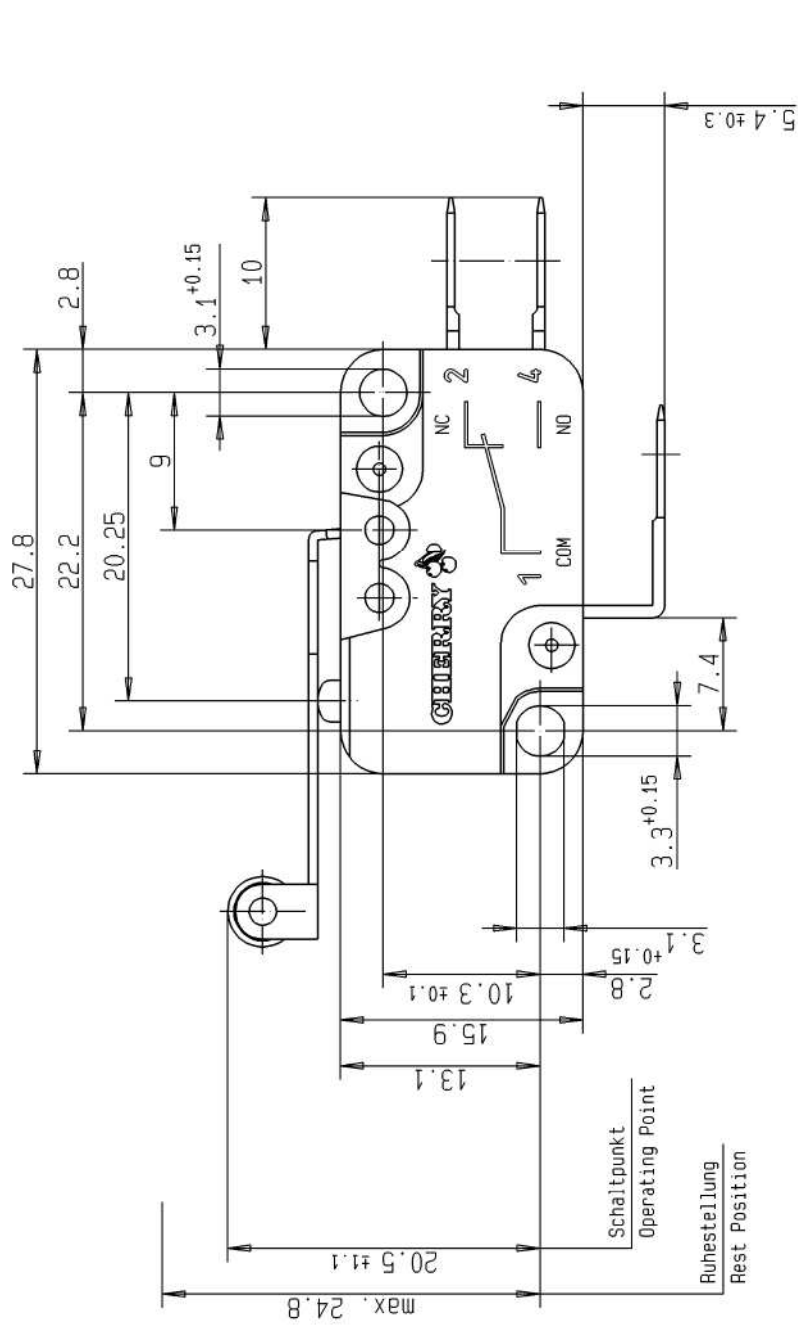 5.4 ±0.3
2.8
3.1 +0.15
10
27.8
22.2
20.25
9
NC
2
4
NO
COM
1
CHERRY
7.4
3.3 +0.15
3.1 +0.15
2.8
10.3 ±0.1
15.9
13.1
20.5 ±1.1
max. 24.8
Schaltpunkt
Operating Point
Ruhestellung
Rest Position